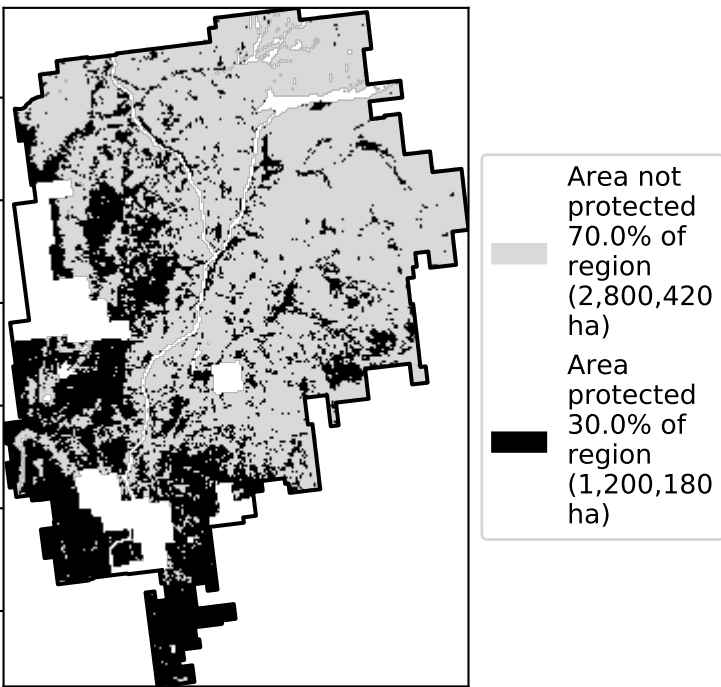 Area not
protected
70.0% of
region
(2,800,420
ha)
Area
protected
30.0% of
region
(1,200,180
ha)